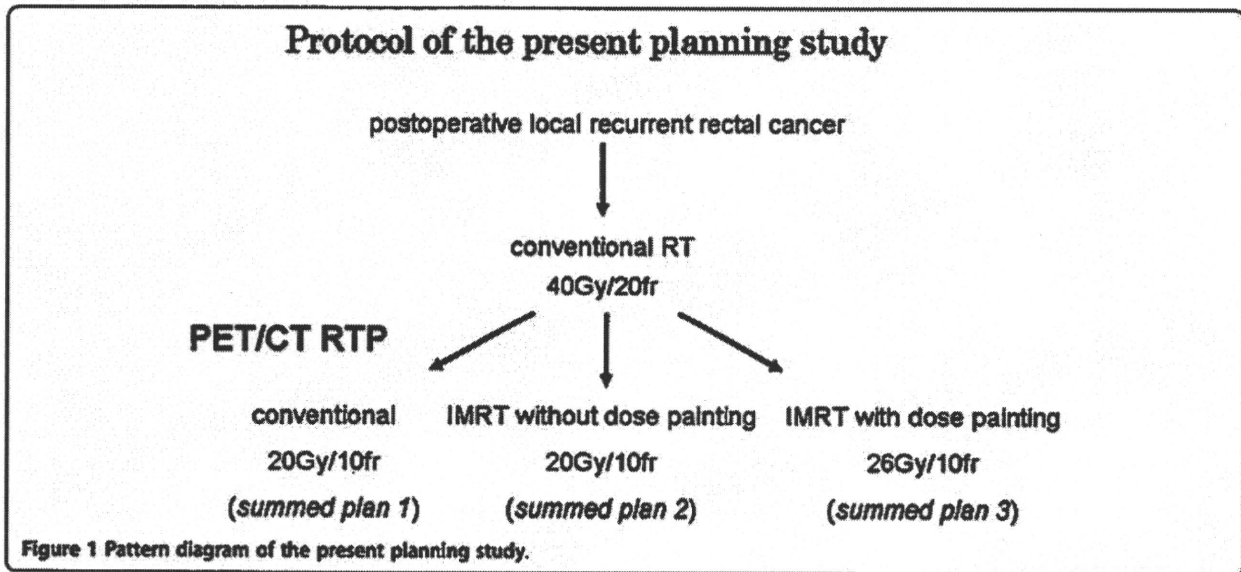 Protocol of the present planning study
postoperative local recurrent rectal cancer
conventional RT
40Gy/20fr
PET/CT RTP
conventional IMRT without dose painting IMRT with dose painting
20Gy/10fr 20Gy/10fr 26Gy/10fr
(summed plan 1) (summed plan 2) (summed plan 3)
Figure 1 Pattern diagram of the present planning study.